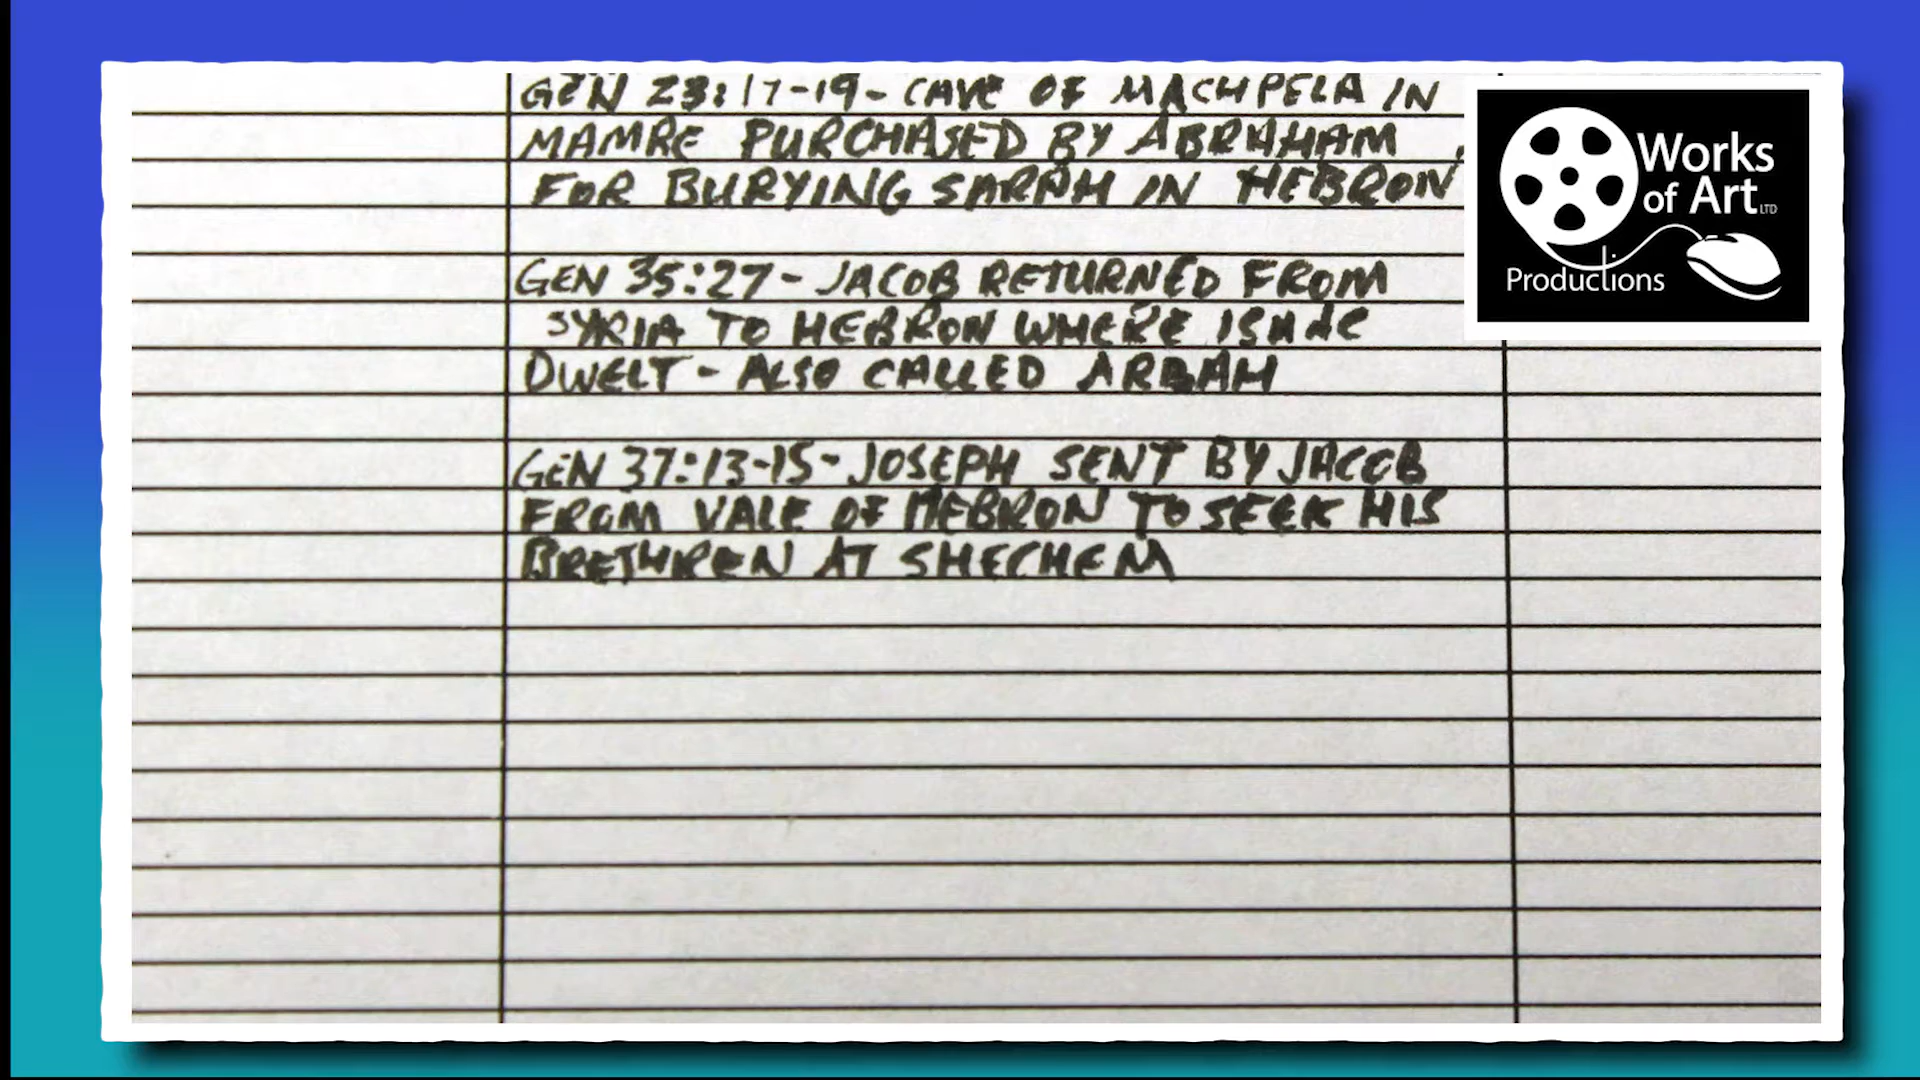 GEN 23:17-19- CAVE OF MACHPELA IN
MAMRE PURCHASED BY ABRAHAM
FOR BURYING SARAH IN HEBRON
GEN 35:27- JACOB RETURNED FROM
SYRIA TO HEBRON WHERE ISAAC
DWELT - ALSO CALLED ARBAH
GEN 37:13-15- JOSEPH SENT BY JACOB
FROM VALE OF HEBRON TO SEEK HIS
BRETHREN AT SHECHEM
Works
of Art LTD
Productions